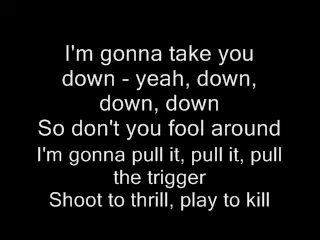 I'm gonna take you
down - yeah, down,
down, down
So don't you fool around
I'm gonna pull it, pull it, pull
the trigger
Shoot to thrill, play to kill